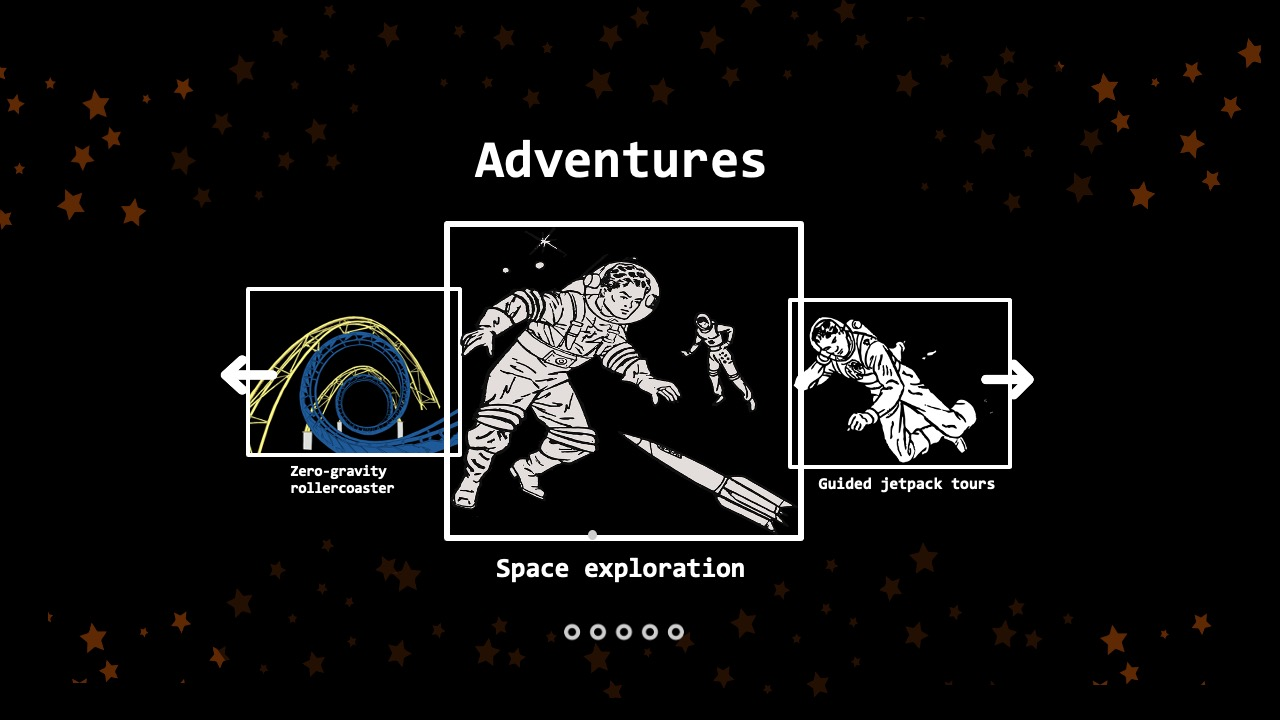 Adventures
Zero-gravity
rollercoaster
Guided jetpack tours
Space exploration